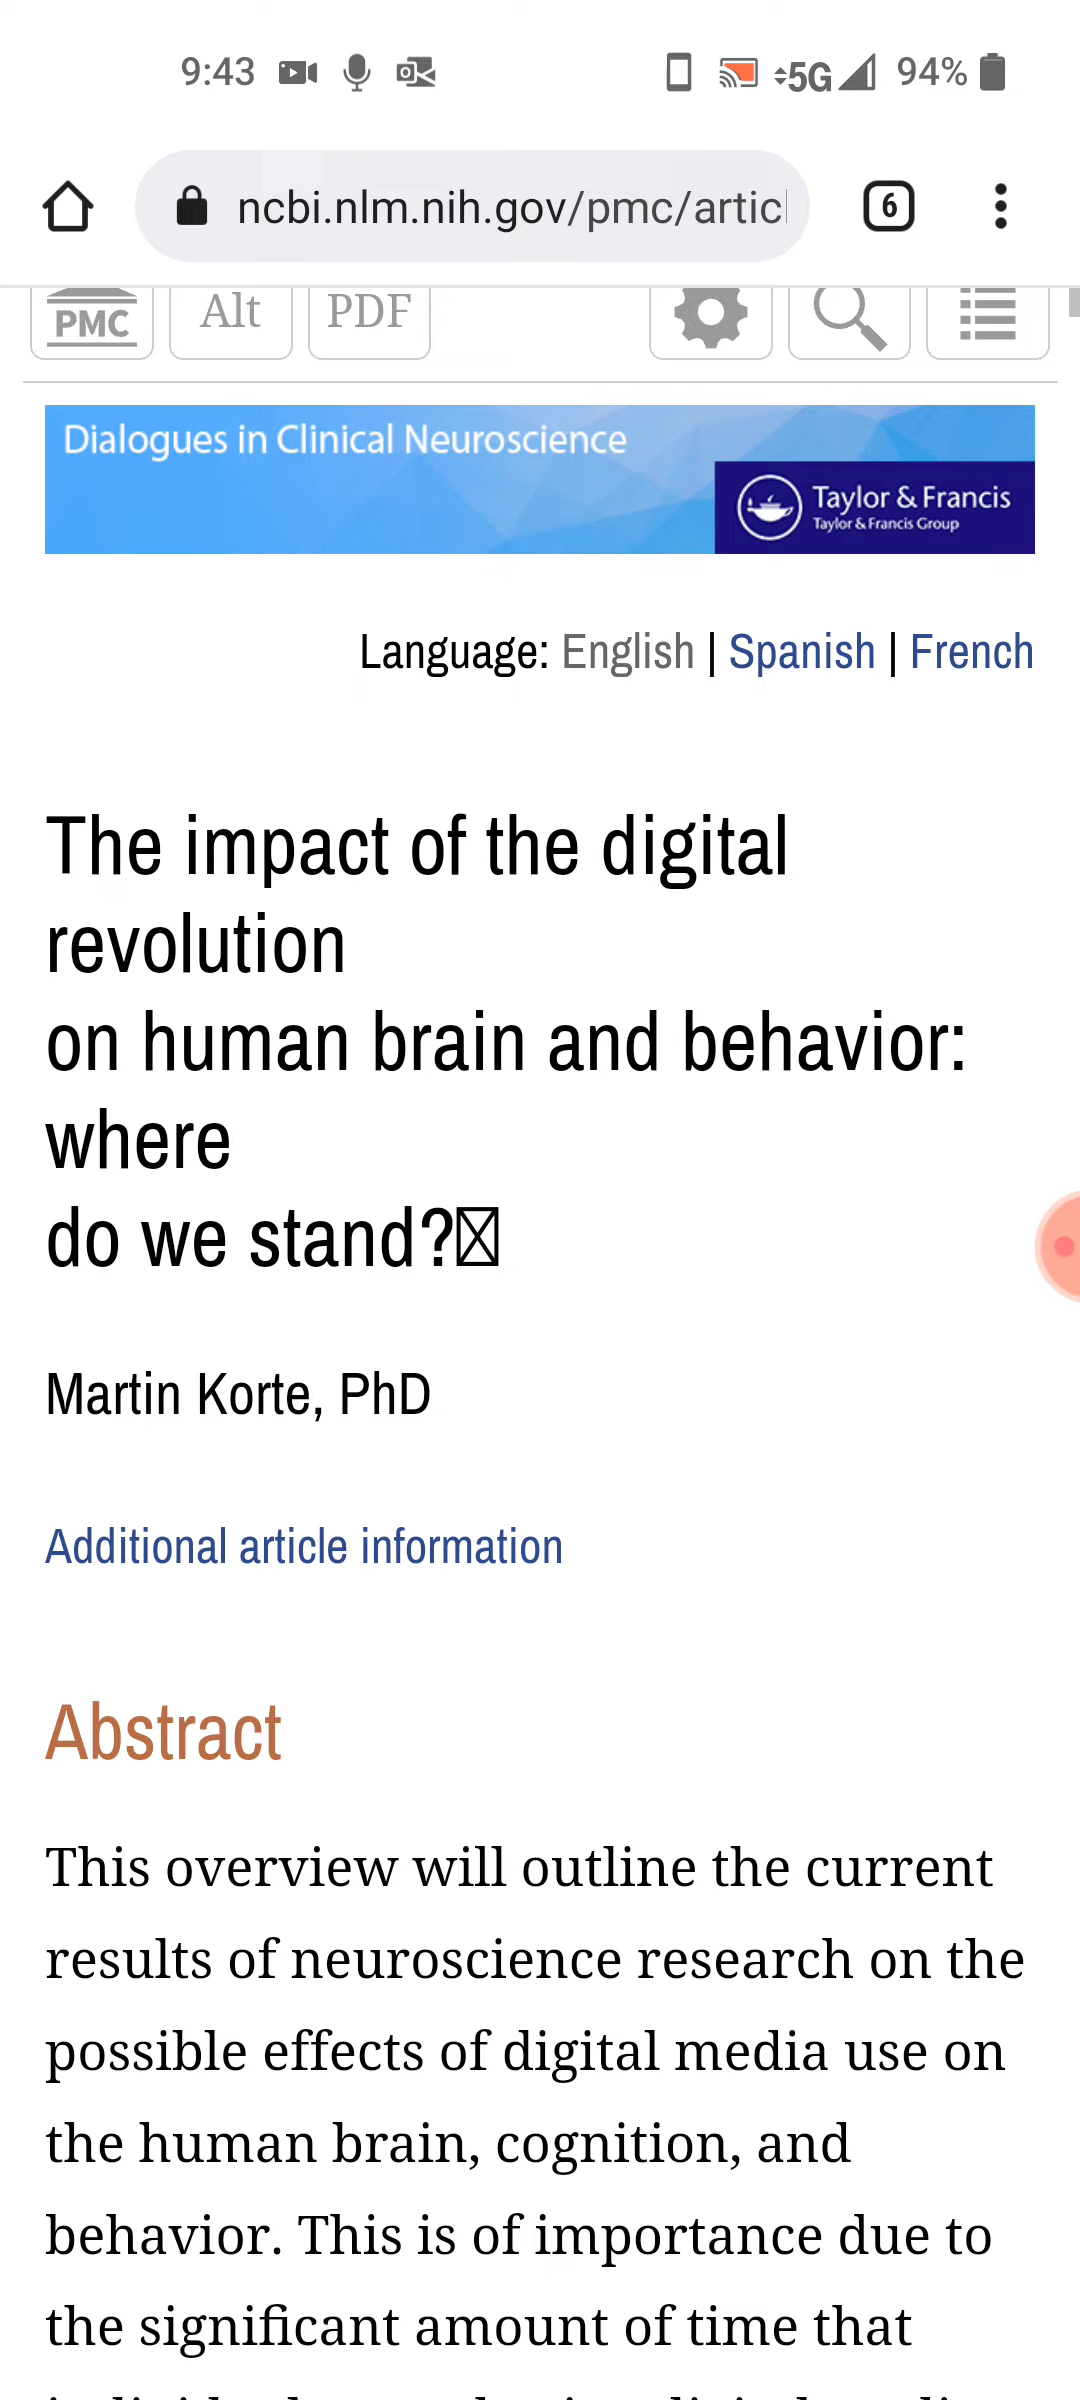 9:43 5G 94%
ncbi.nlm.nih.gov/pmc/artic 6
PMC Alt PDF
Dialogues in Clinical Neuroscience
Taylor & Francis
Taylor & Francis Group
Language: English | Spanish | French
The impact of the digital
revolution
on human brain and behavior:
where
do we stand?
Martin Korte, PhD
Additional article information
Abstract
This overview will outline the current
results of neuroscience research on the
possible effects of digital media use on
the human brain, cognition, and
behavior. This is of importance due to
the significant amount of time that